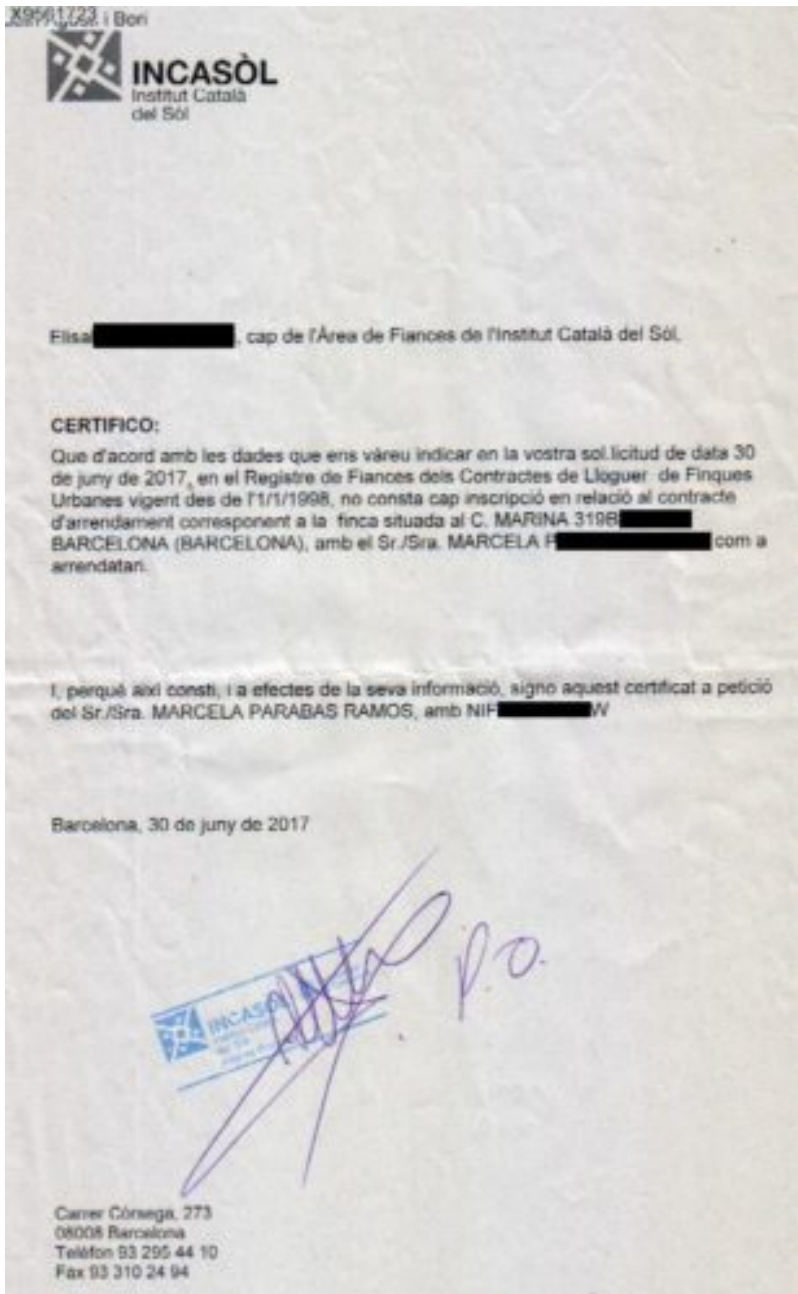 X9561723 i Bori
INCASÒL
Institut Català
del Sòl
Elisa , cap de l'Àrea de Fiances de l'Institut Català del Sòl,
CERTIFICO:
Que d'acord amb les dades que ens vàreu indicar en la vostra sol.licitud de data 30
de juny de 2017, en el Registre de Fiances dels Contractes de Lloguer de Finques
Urbanes vigent des de l'1/1/1998, no consta cap inscripció en relació al contracte
d'arrendament corresponent a la finca situada al C. MARINA 319B
BARCELONA (BARCELONA), amb el Sr./Sra. MARCELA P com a
arrendatari.
I, perquè així consti, i a efectes de la seva informació, signo aquest certificat a petició
del Sr./Sra. MARCELA PARABAS RAMOS, amb NIF W
Barcelona, 30 de juny de 2017
P.O.
INCASÒL
Carrer Còrsega, 273
08008 Barcelona
Telèfon 93 295 44 10
Fax 93 310 24 94